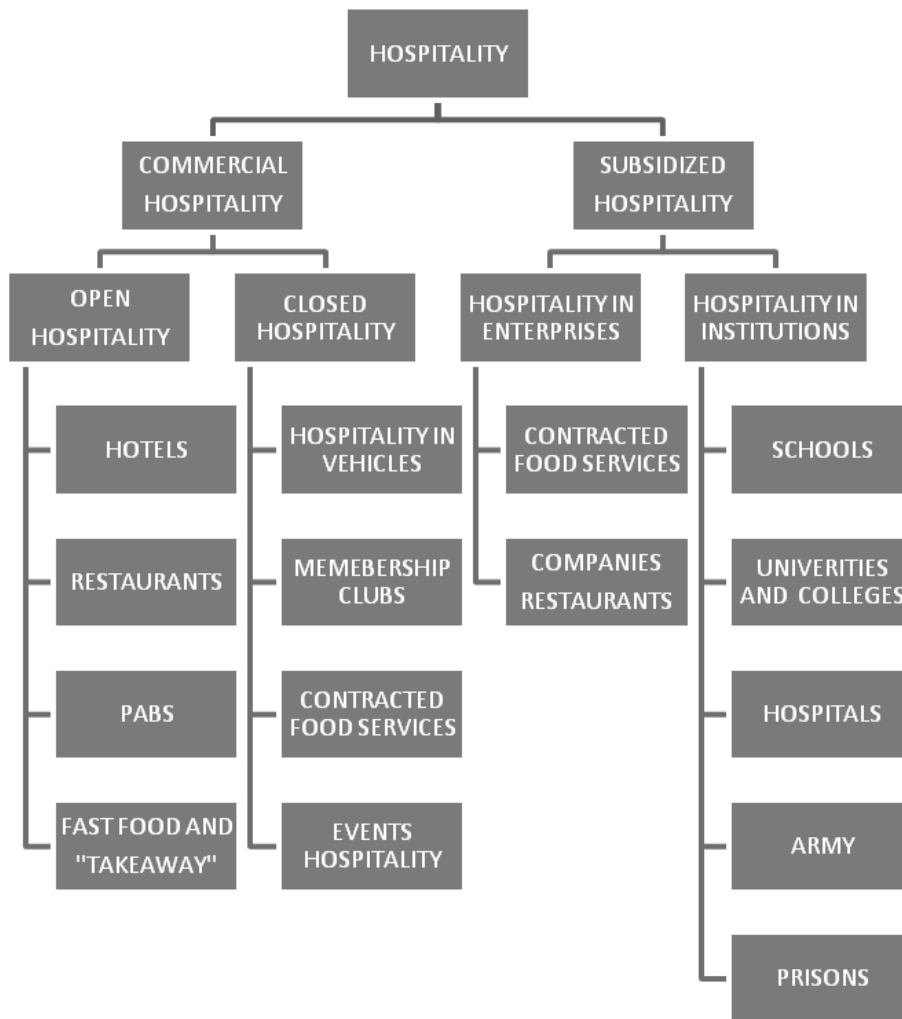 HOSPITALITY
COMMERCIAL
HOSPITALITY
SUBSIDIZED
HOSPITALITY
OPEN
HOSPITALITY
CLOSED
HOSPITALITY
HOSPITALITY IN
ENTERPRISES
HOSPITALITY IN
INSTITUTIONS
HOTELS
RESTAURANTS
PABS
FAST FOOD AND
"TAKEAWAY"
HOSPITALITY IN
VEHICLES
MEMEBERSHIP
CLUBS
CONTRACTED
FOOD SERVICES
EVENTS
HOSPITALITY
CONTRACTED
FOOD SERVICES
COMPANIES
RESTAURANTS
SCHOOLS
UNIVERITIES
AND COLLEGES
HOSPITALS
ARMY
PRISONS